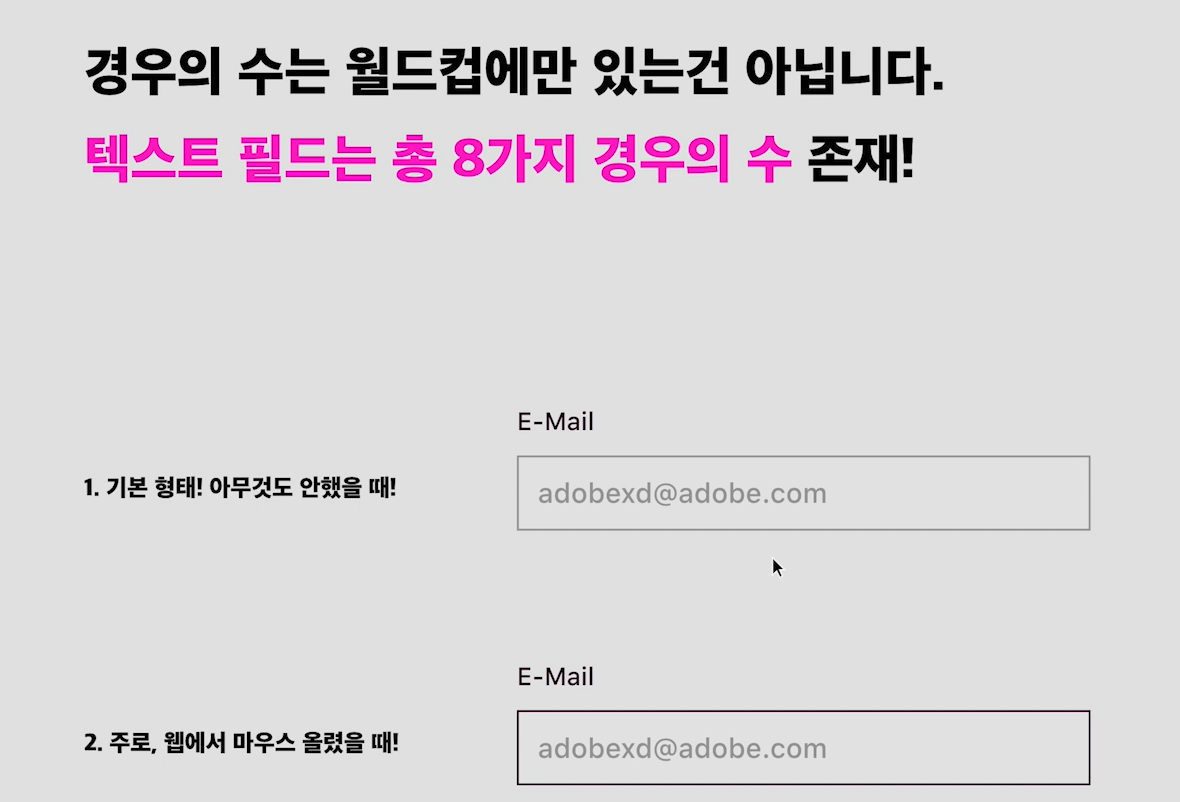 경우의 수는 월드컵에만 있는건 아닙니다.
텍스트 필드는 총 8가지 경우의 수 존재!
E-Mail
1. 기본 형태! 아무것도 안했을 때!
adobexd@adobe.com
E-Mail
2. 주로, 웹에서 마우스 올렸을 때!
adobexd@adobe.com